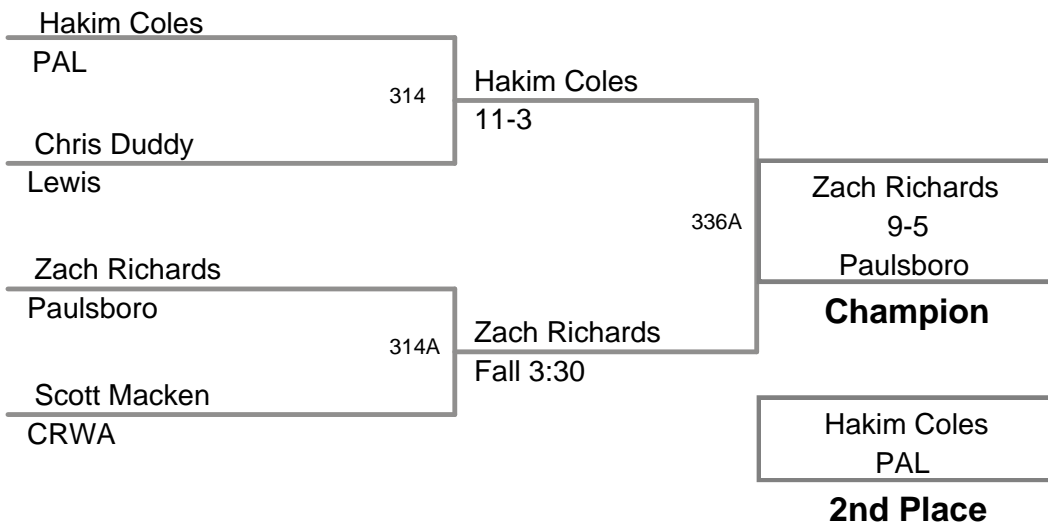 Hakim Coles
PAL
314
Chris Duddy
Lewis
Hakim Coles
11-3
Zach Richards
Paulsboro
314A
Scott Macken
CRWA
Zach Richards
Fall 3:30
336A
Zach Richards
9-5
Paulsboro
Champion
Hakim Coles
PAL
2nd Place